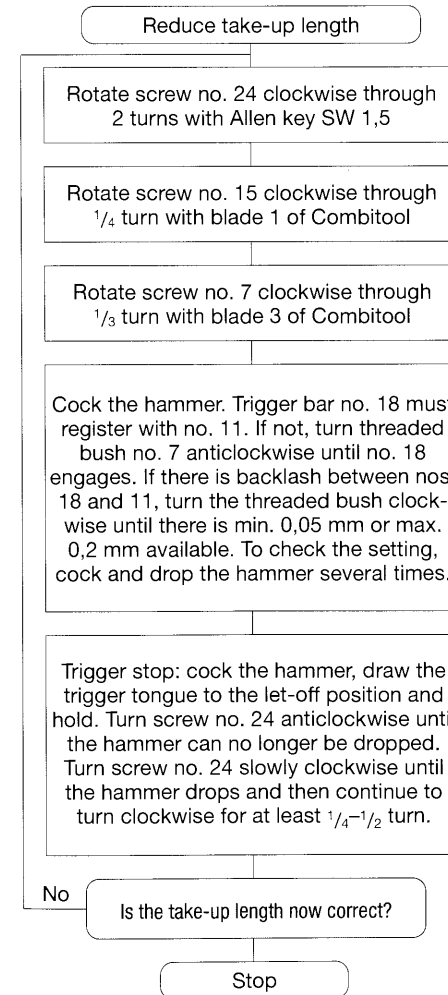 Reduce take-up length
Rotate screw no. 24 clockwise through
2 turns with Allen key SW 1,5
Rotate screw no. 15 clockwise through
1/4 turn with blade 1 of Combitool
Rotate screw no. 7 clockwise through
1/3 turn with blade 3 of Combitool
Cock the hammer. Trigger bar no. 18 must
register with no. 11. If not, turn threaded
bush no. 7 anticlockwise until no. 18
engages. If there is backlash between nos
18 and 11, turn the threaded bush clock-
wise until there is min. 0,05 mm or max.
0,2 mm available. To check the setting,
cock and drop the hammer several times.
Trigger stop: cock the hammer, draw the
trigger tongue to the let-off position and
hold. Turn screw no. 24 anticlockwise unti
the hammer can no longer be dropped.
Turn screw no. 24 slowly clockwise until
the hammer drops and then continue to
turn clockwise for at least 1/4–1/2 turn.
No
Is the take-up length now correct?
Stop